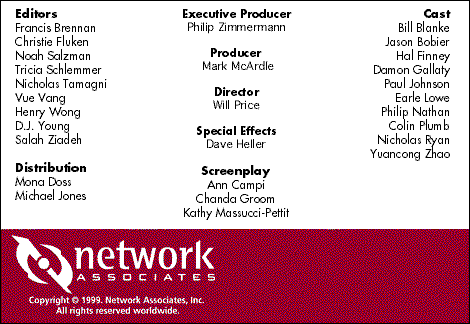 Editors
Francis Brennan
Christie Fluken
Noah Salzman
Tricia Schlemmer
Nicholas Tamagni
Vue Vang
Henry Wong
D.J. Young
Salah Ziadeh
Distribution
Mona Doss
Michael Jones
Executive Producer
Philip Zimmermann
Producer
Mark McArdle
Director
Will Price
Special Effects
Dave Heller
Screenplay
Ann Campi
Chanda Groom
Kathy Massucci-Pettit
Cast
Bill Blanke
Jason Bobier
Hal Finney
Damon Gallaty
Paul Johnson
Earle Lowe
Philip Nathan
Colin Plumb
Nicholas Ryan
Yuancong Zhao
network
ASSOCIATES
Copyright © 1999. Network Associates, Inc.
All rights reserved worldwide.